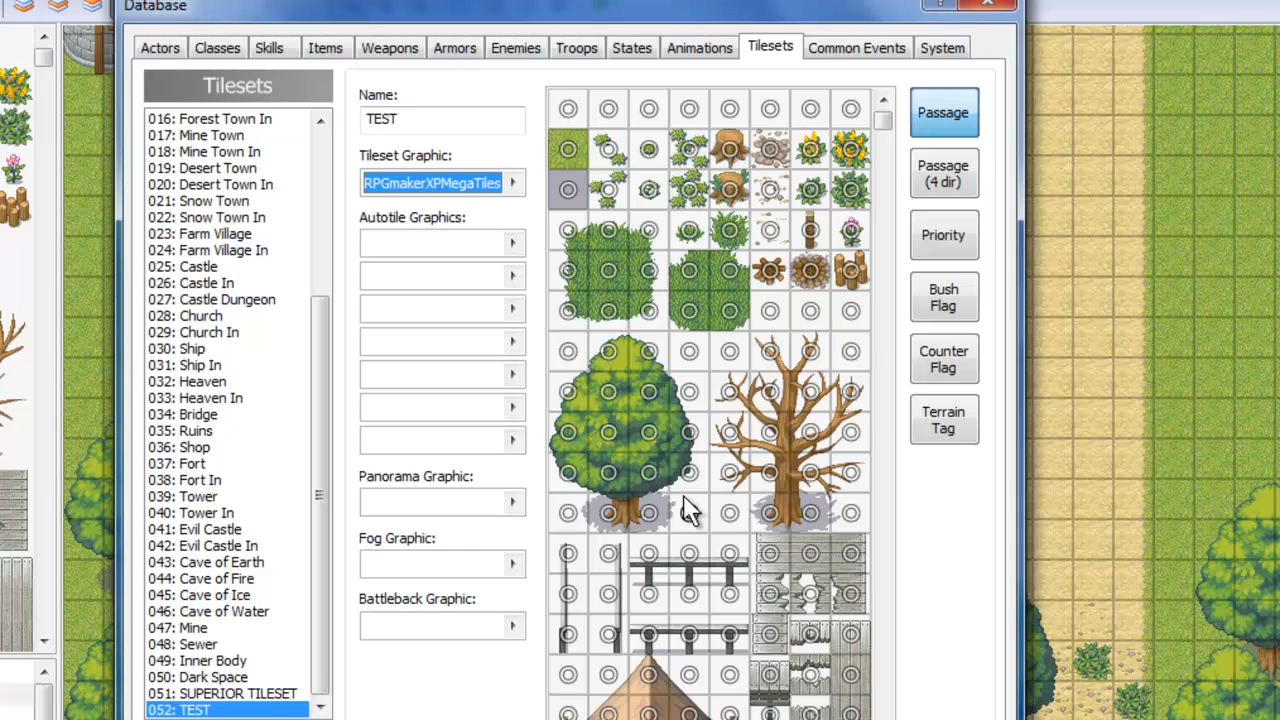 Database
Actors Classes Skills Items Weapons Armors Enemies Troops States Animations Tilesets Common Events System
Tilesets
016: Forest Town In
017: Mine Town
018: Mine Town In
019: Desert Town
020: Desert Town In
021: Snow Town
022: Snow Town In
023: Farm Village
024: Farm Village In
025: Castle
026: Castle In
027: Castle Dungeon
028: Church
029: Church In
030: Ship
031: Ship In
032: Heaven
033: Heaven In
034: Bridge
035: Ruins
036: Shop
037: Fort
038: Fort In
039: Tower
040: Tower In
041: Evil Castle
042: Evil Castle In
043: Cave of Earth
044: Cave of Fire
045: Cave of Ice
046: Cave of Water
047: Mine
048: Sewer
049: Inner Body
050: Dark Space
051: SUPERIOR TILESET
052: TEST
Name:
TEST
Tileset Graphic:
RPGmakerXPMegaTiles
Autotile Graphics:
Panorama Graphic:
Fog Graphic:
Battleback Graphic:
Passage
Passage
(4 dir)
Priority
Bush
Flag
Counter
Flag
Terrain
Tag